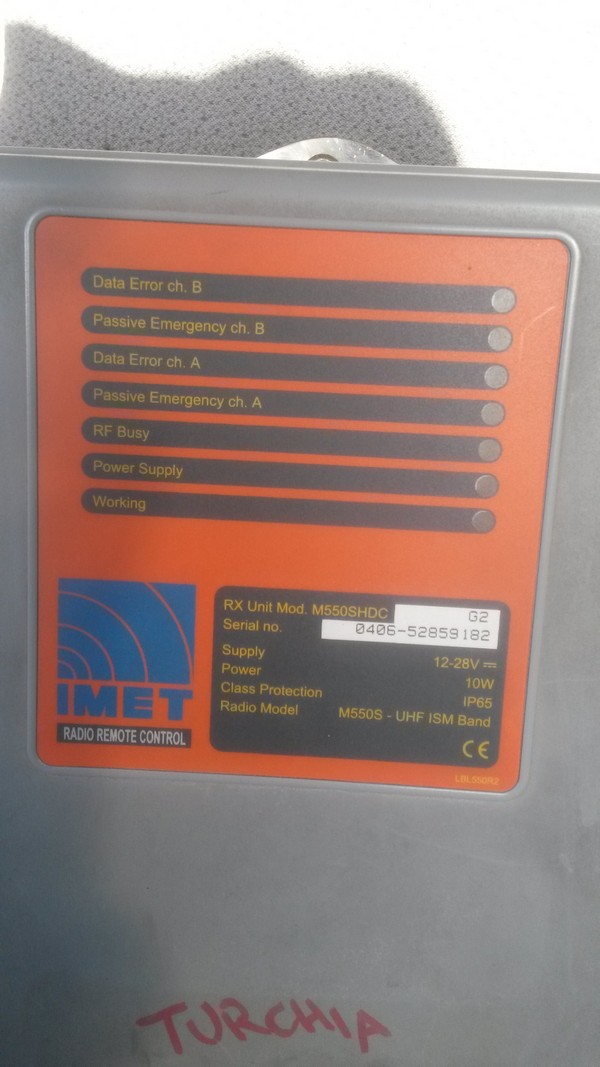 Data Error ch. B
Passive Emergency ch. B
Data Error ch. A
Passive Emergency ch. A
RF Busy
Power Supply
Working
IMET
RADIO REMOTE CONTROL
RX Unit Mod. M550SHDC G2
Serial no. 0406-52859182
Supply 12-28V ⎓
Power 10W
Class Protection IP65
Radio Model M550S - UHF ISM Band
CE
LBL550R2
TURCHIA